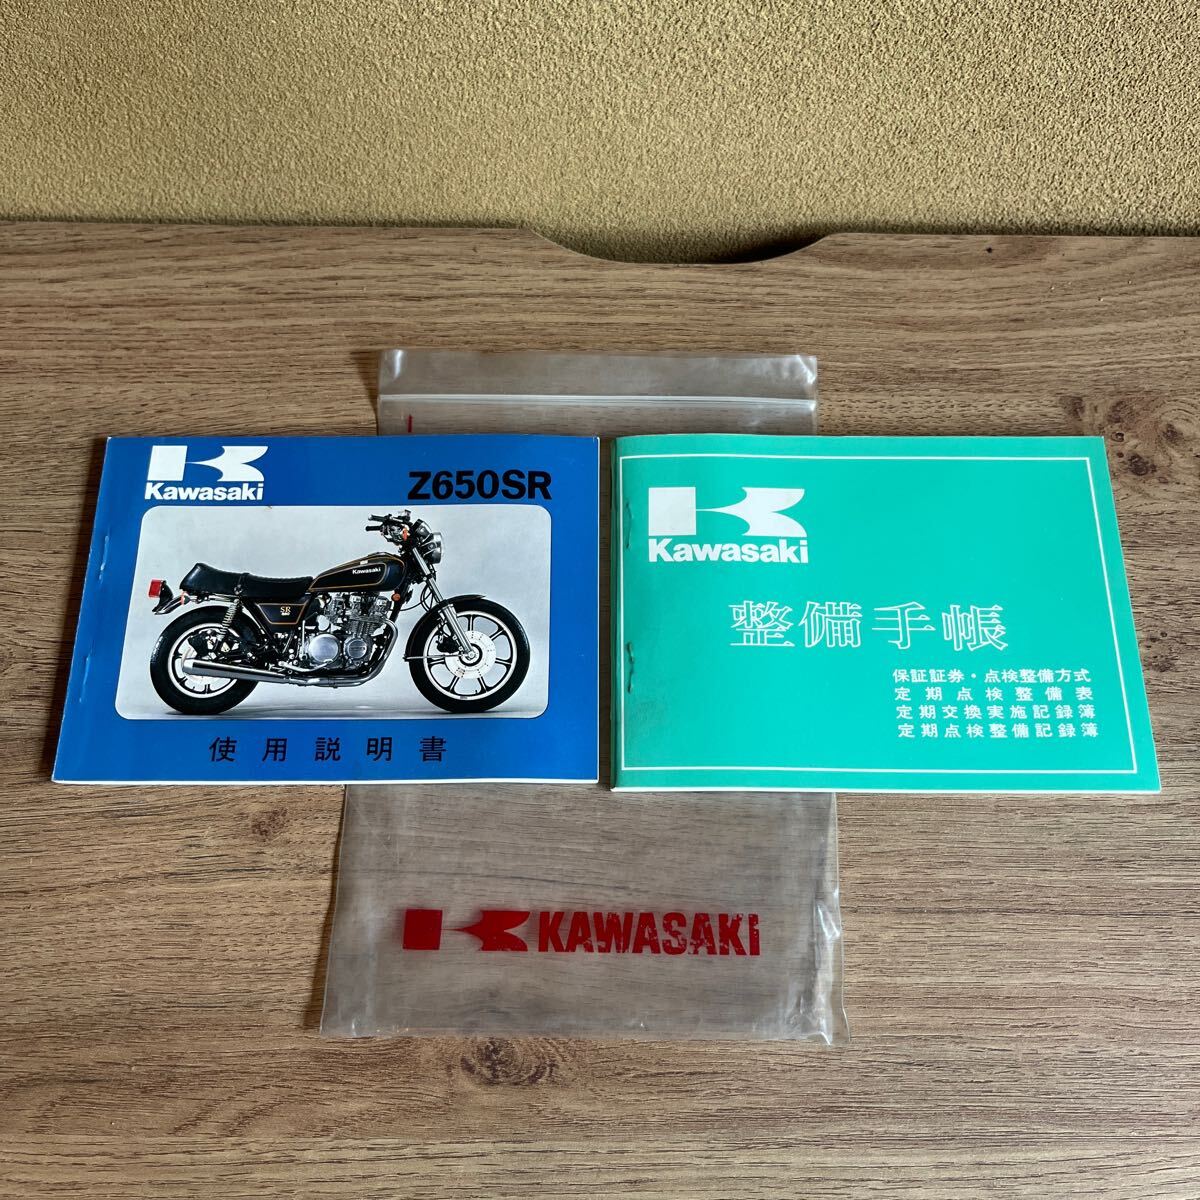 Kawasaki
Z650SR
Kawasaki
SR
使用説明書
Kawasaki
整備手帳
保証証券・点検整備方式
定期点検整備表
定期交換実施記録簿
定期点検整備記録簿
KAWASAKI